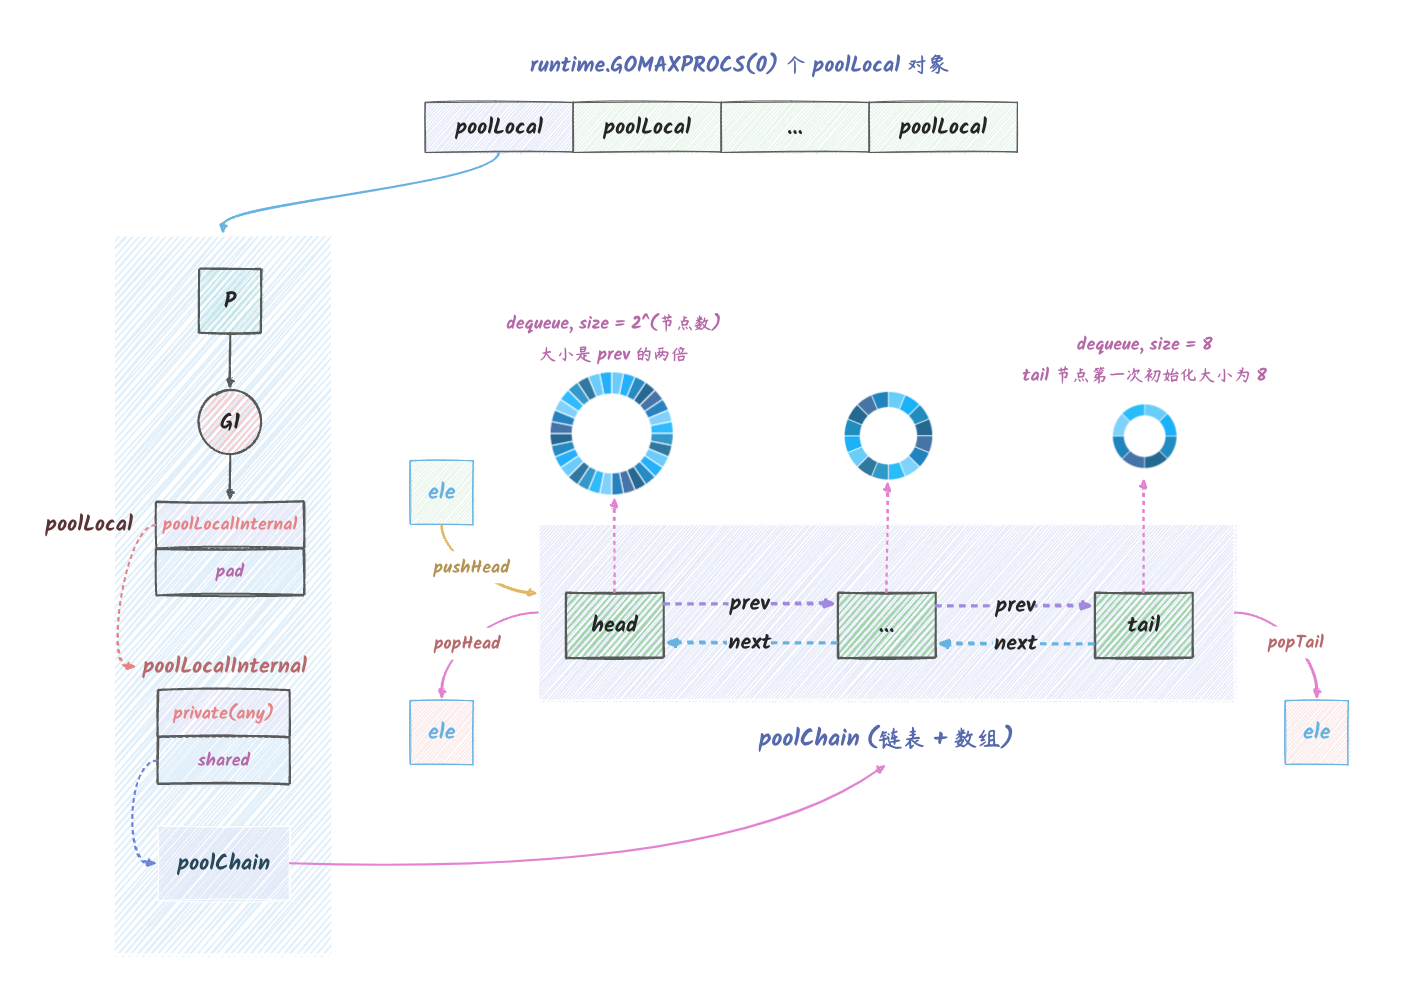 runtime.GOMAXPROCS(0) 个 poolLocal 对象
poolLocal poolLocal ... poolLocal
P
G1
poolLocal
poolLocalInternal
pad
poolLocalInternal
private(any)
shared
poolChain
dequeue, size = 2^(节点数)
大小是 prev 的两倍
dequeue, size = 8
tail 节点第一次初始化大小为 8
ele
pushHead
popHead
ele
head
prev
next
...
prev
next
tail
popTail
ele
poolChain (链表 + 数组)